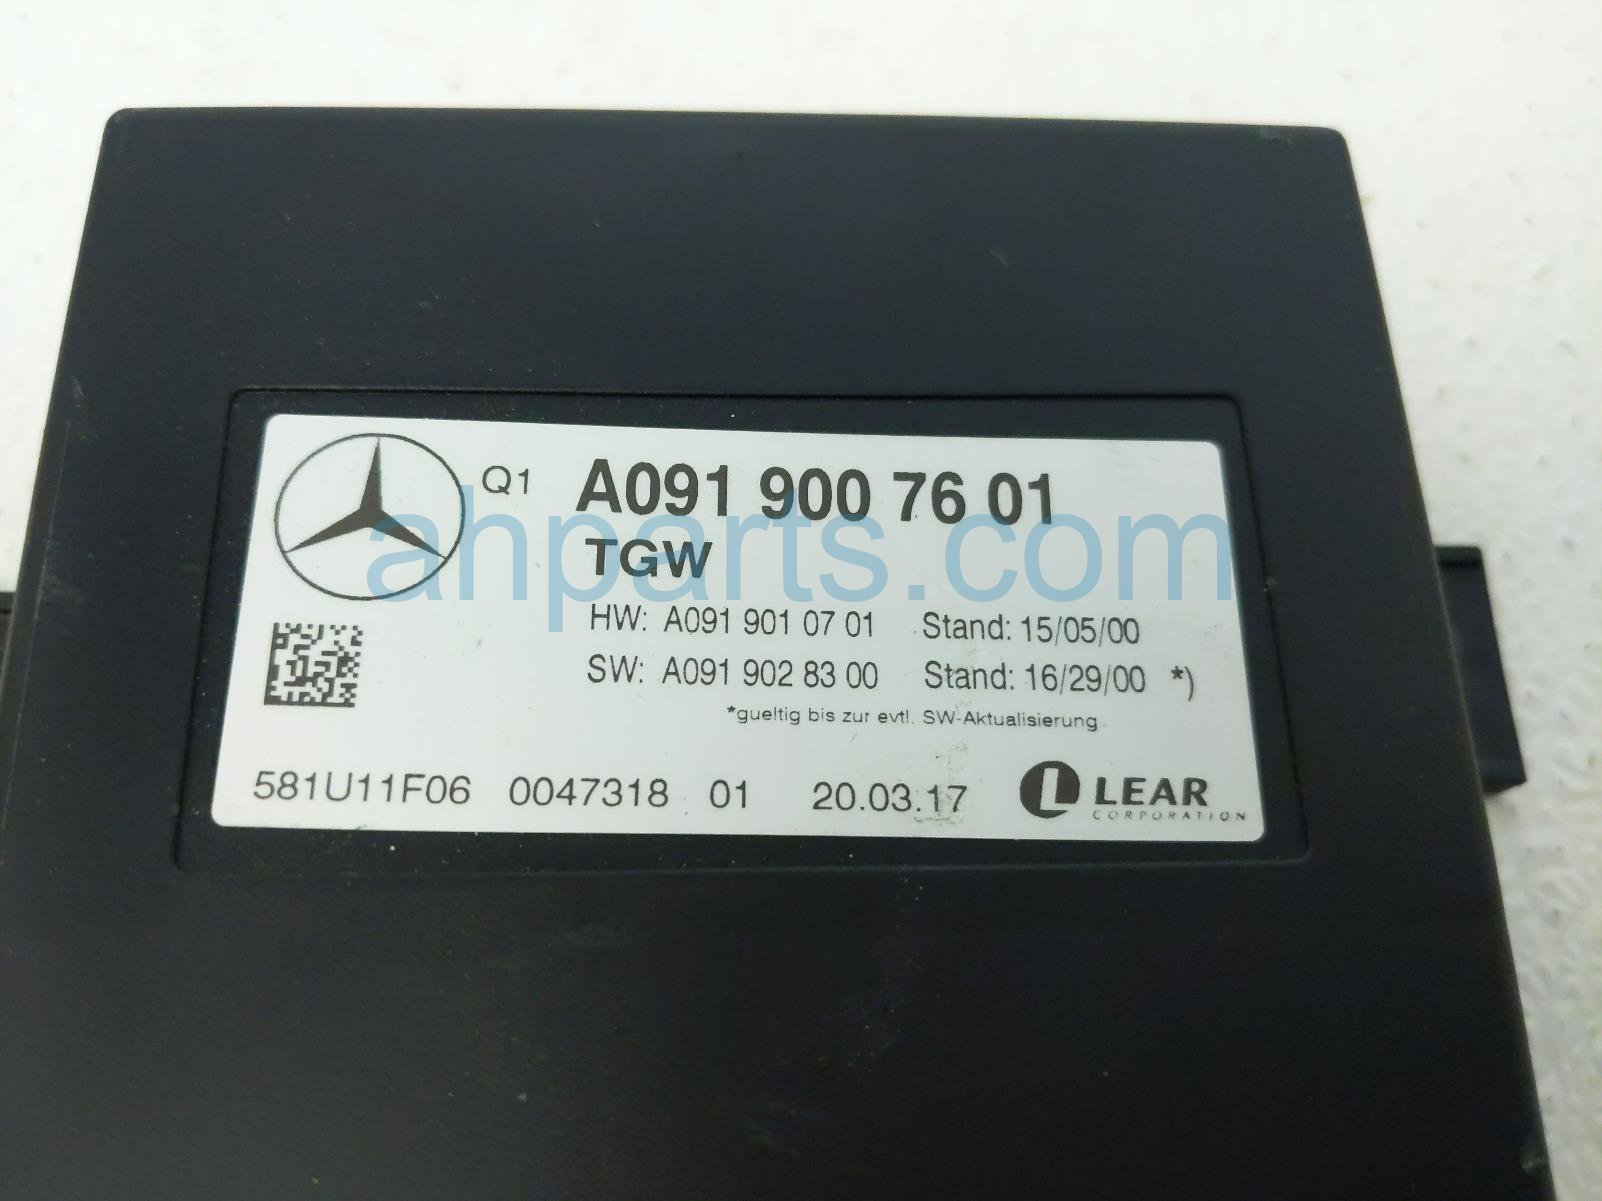 Q1 A091 900 76 01
TGW
HW: A091 901 07 01 Stand: 15/05/00
SW: A091 902 83 00 Stand: 16/29/00 *)
*gueltig bis zur evtl. SW-Aktualisierung
581U11F06 0047318 01 20.03.17 LEAR
CORPORATION
ahparts.com